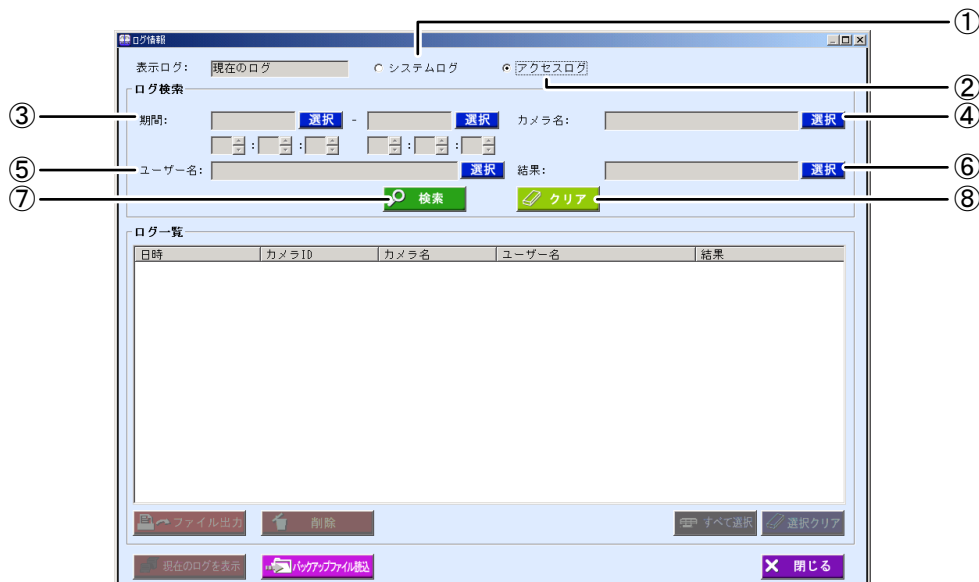 ①
ログ情報
表示ログ: 現在のログ システムログ アクセスログ
②
ログ検索
③ 期間: 選択 - 選択 カメラ名: 選択 ④
: : : :
⑤ ユーザー名: 選択 結果: 選択 ⑥
⑦ 検索 クリア ⑧
ログ一覧
日時 カメラID カメラ名 ユーザー名 結果
ファイル出力 削除 すべて選択 選択クリア
現在のログを表示 バックアップファイル読込 閉じる